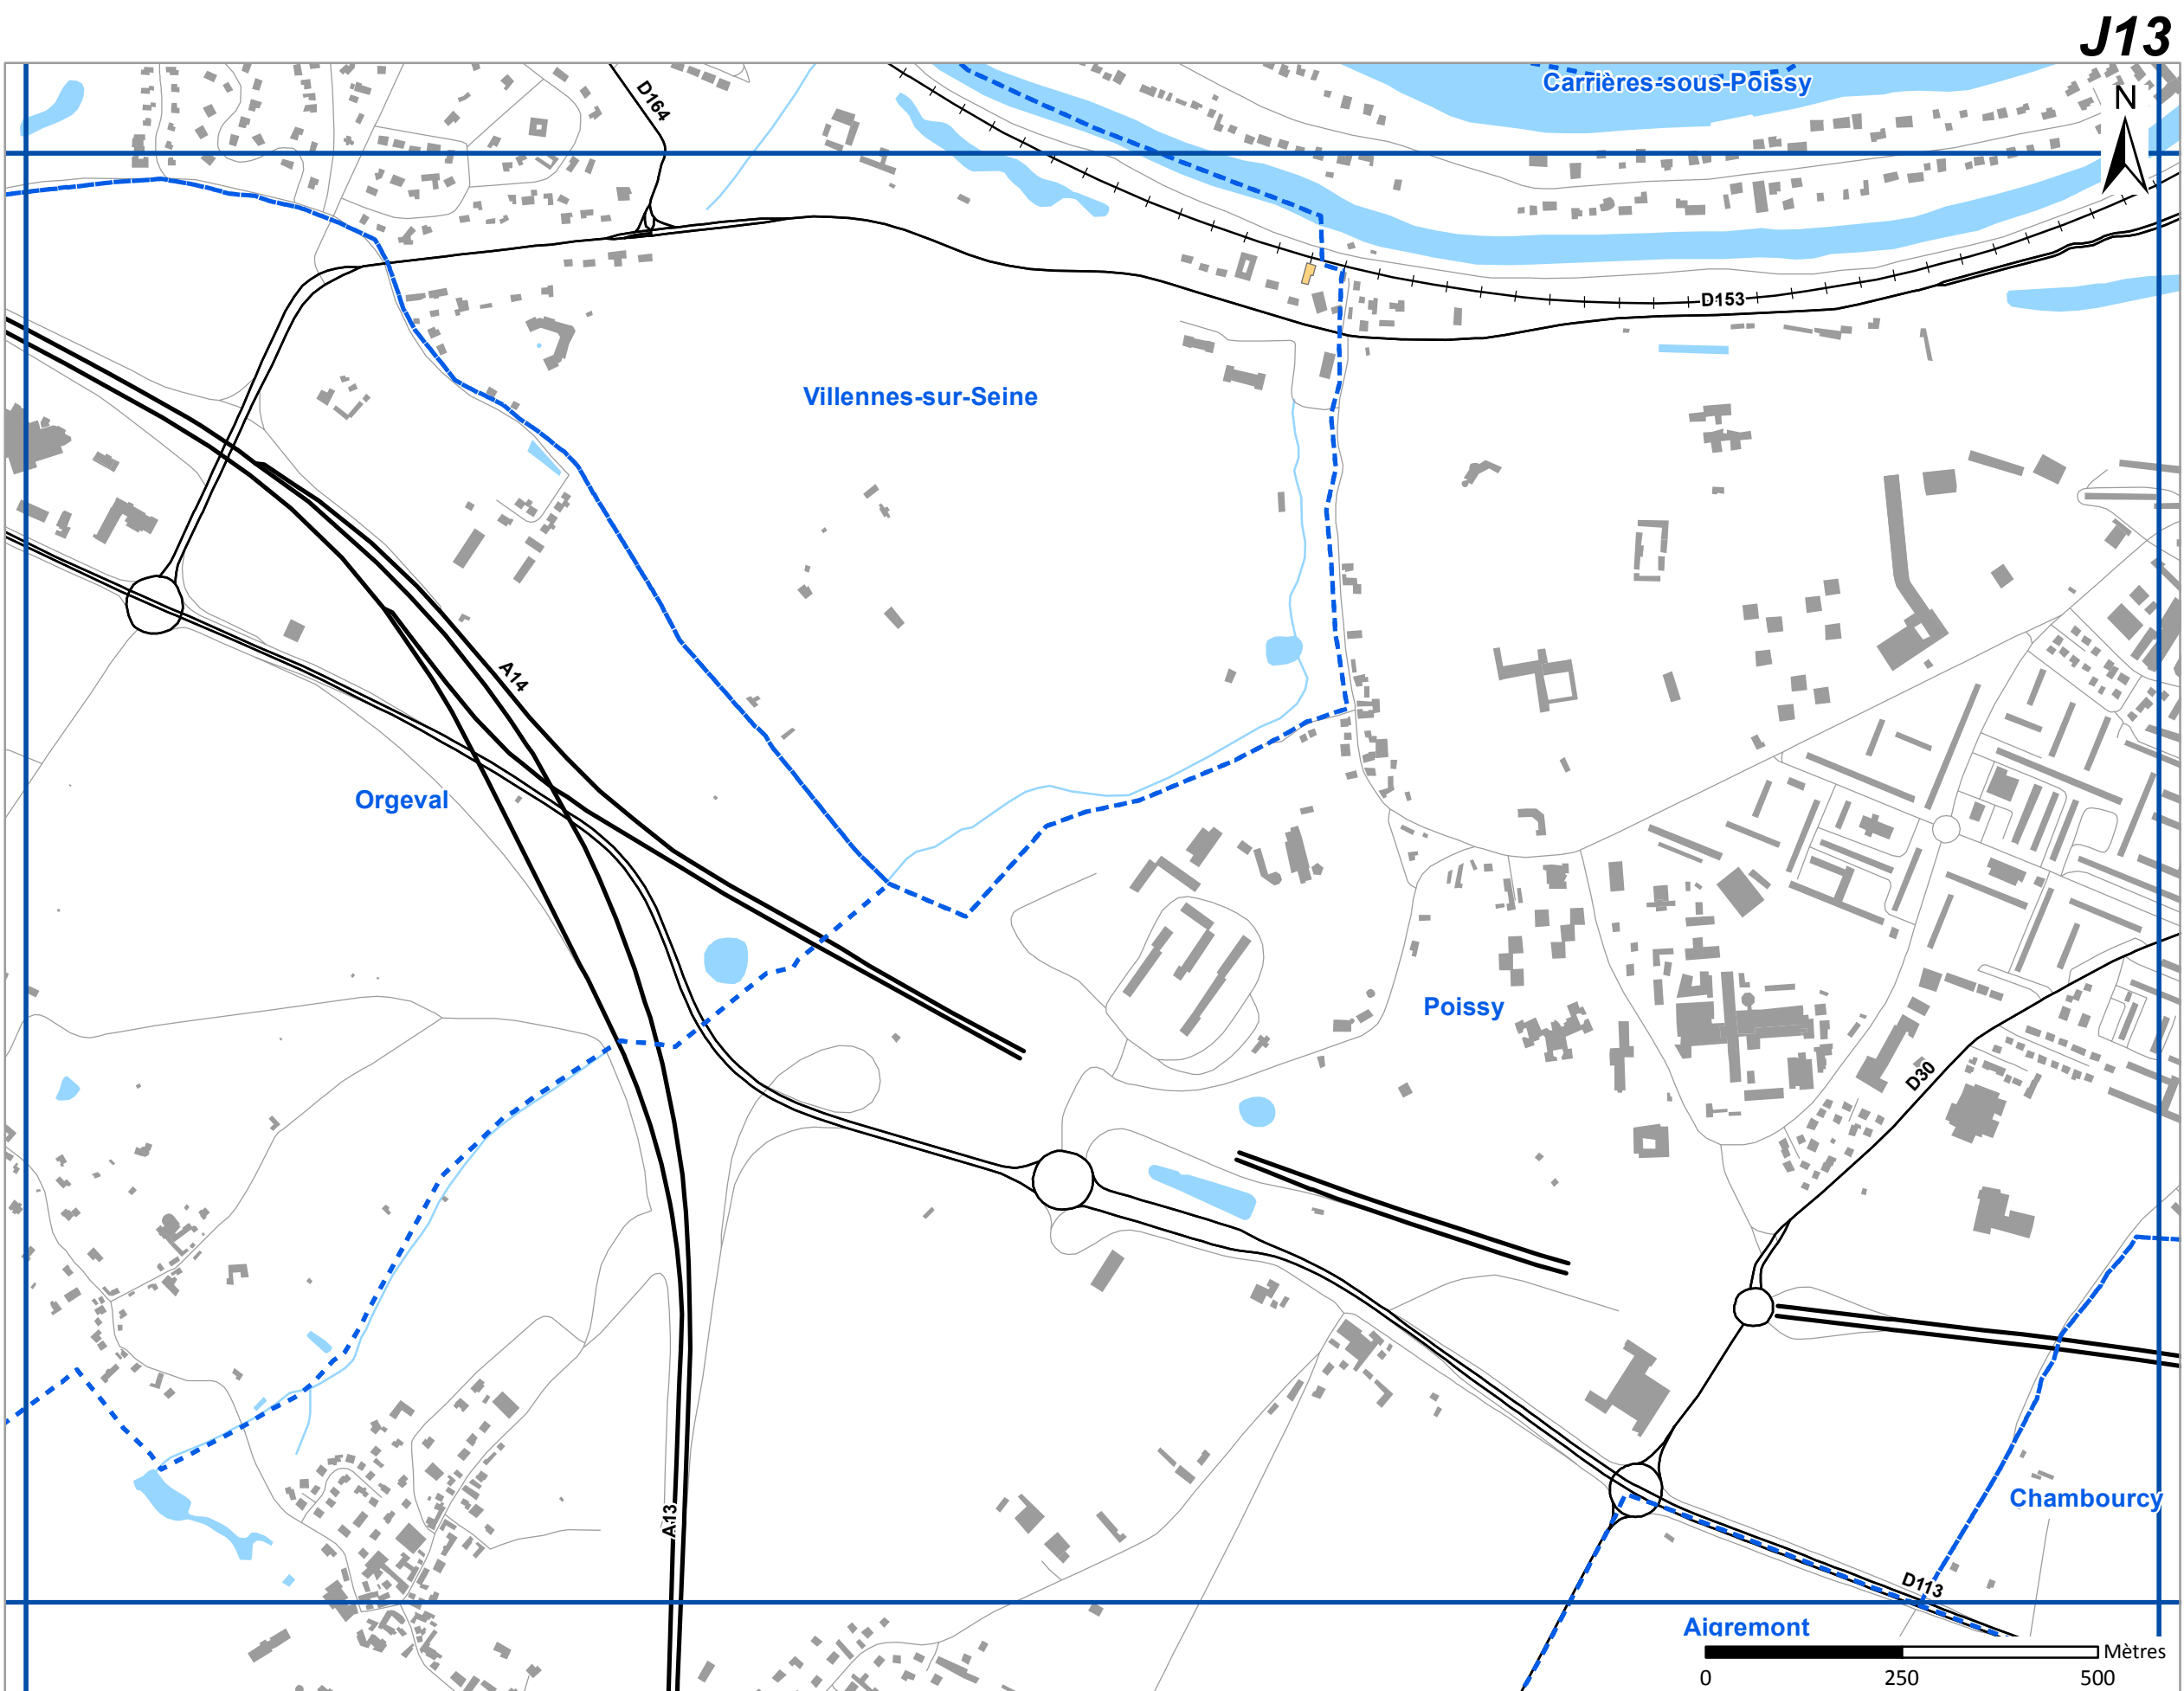 J13
Carrières-sous-Poissy
N
D164
D153
Villennes-sur-Seine
A14
Orgeval
Poissy
D30
A13
Chambourcy
D113
Aigremont
Mètres
0 250 500